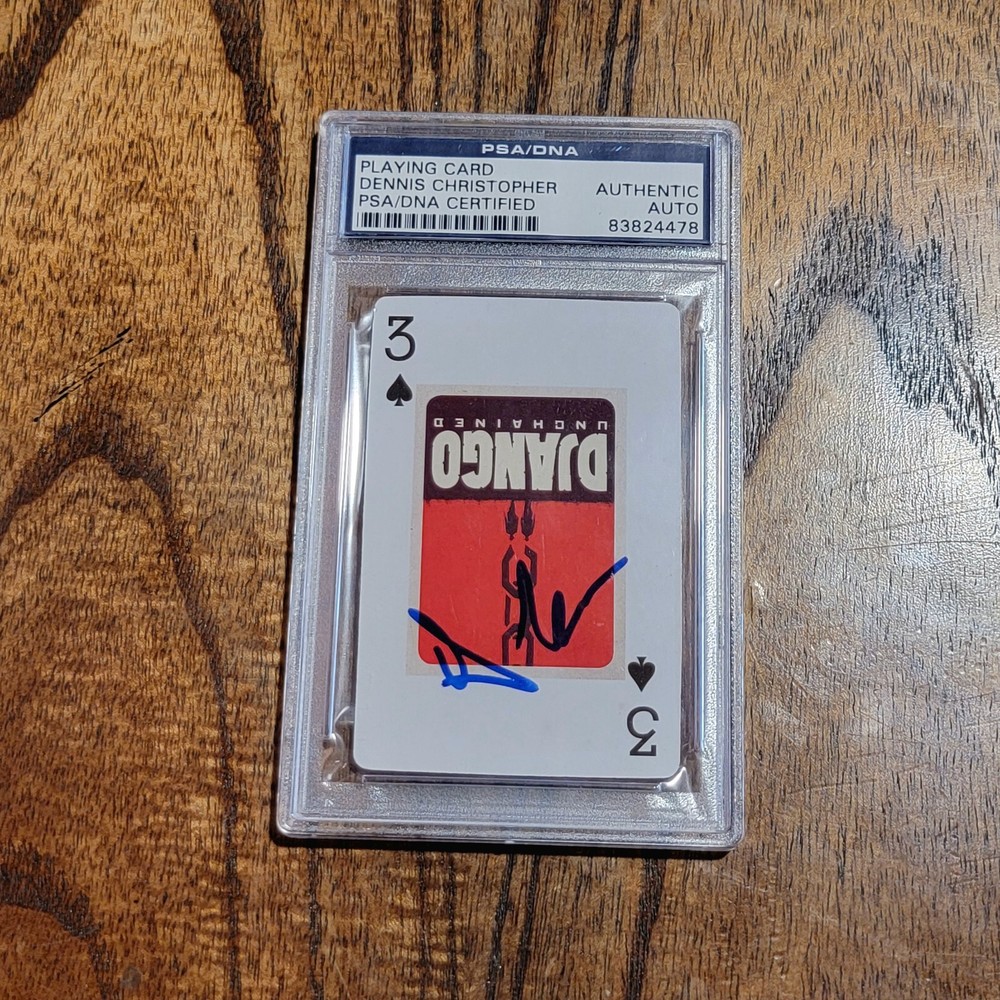 PSA/DNA
PLAYING CARD
DENNIS CHRISTOPHER
PSA/DNA CERTIFIED
AUTHENTIC
AUTO
83824478
3
UNCHAINED
DJANGO
3